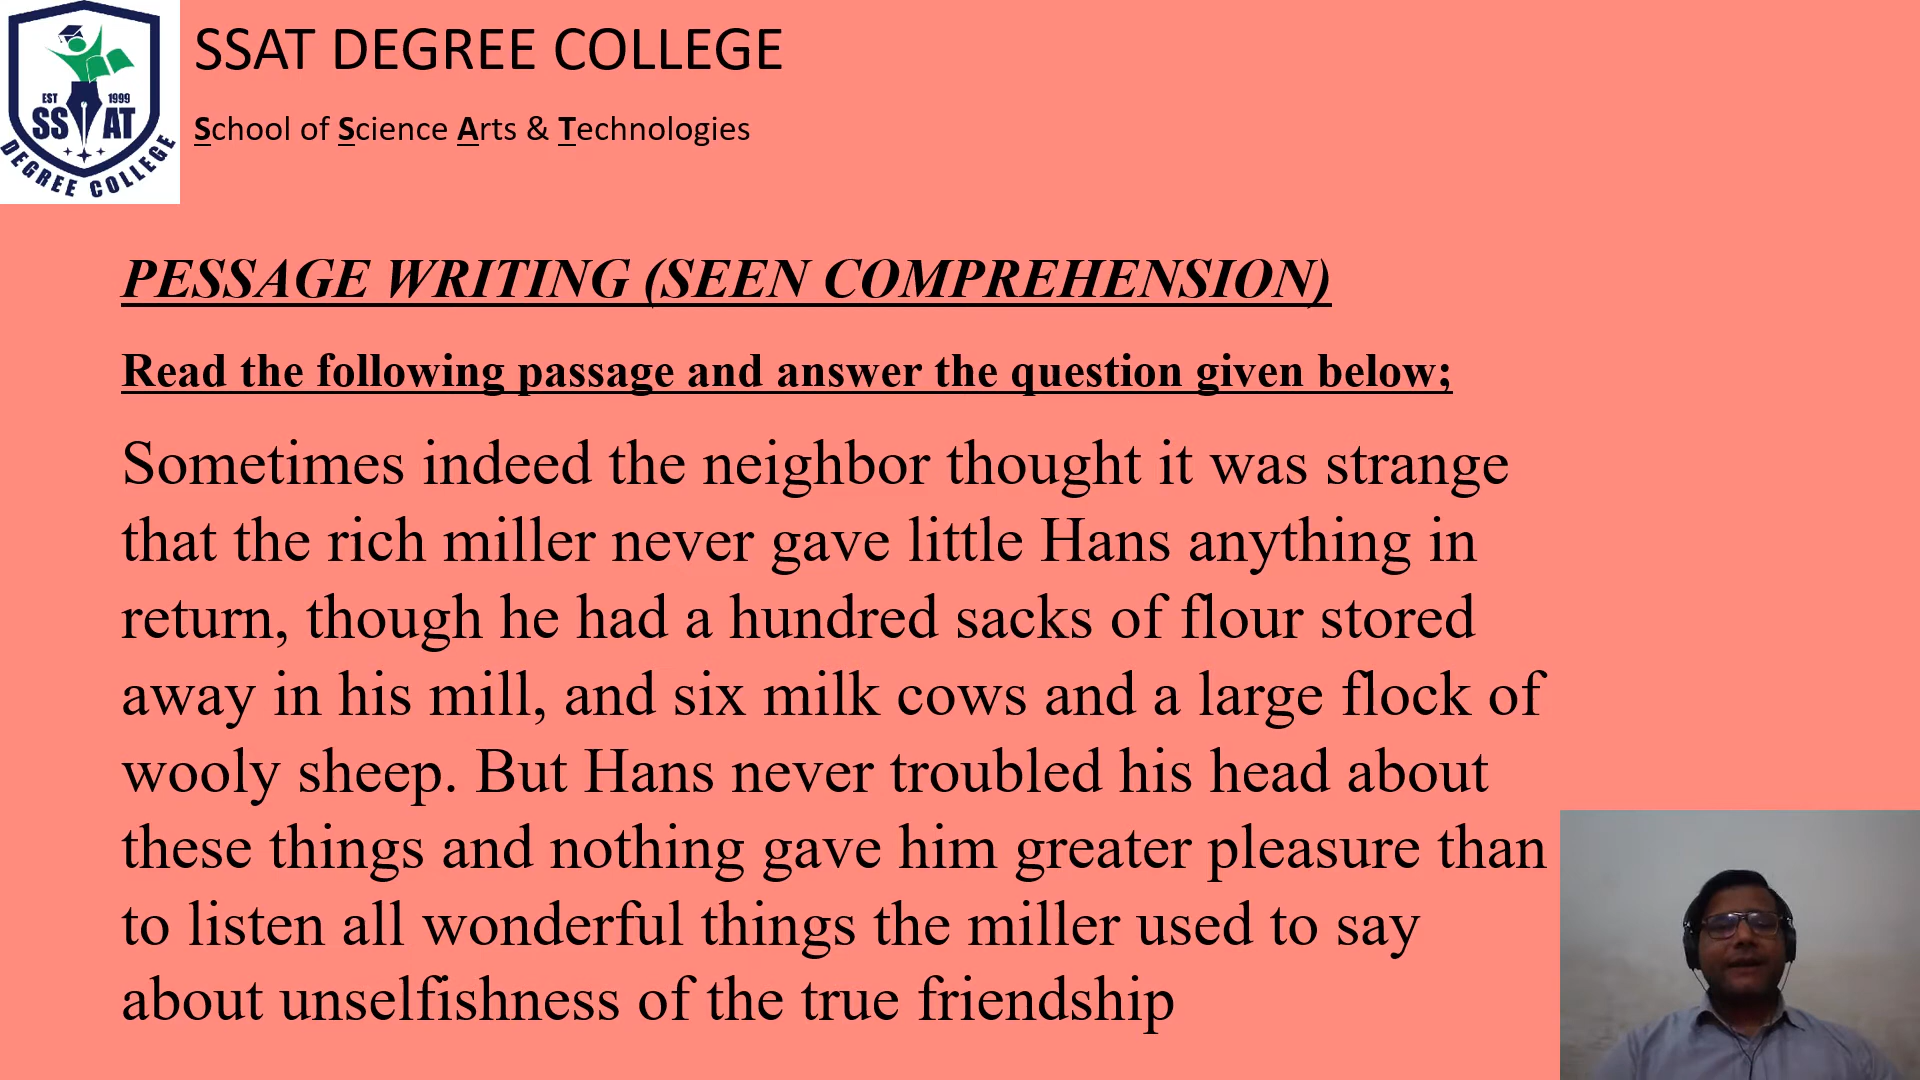 EST 1999
SS AT
DEGREE COLLEGE
SSAT DEGREE COLLEGE
School of Science Arts & Technologies
PESSAGE WRITING (SEEN COMPREHENSION)
Read the following passage and answer the question given below;
Sometimes indeed the neighbor thought it was strange
that the rich miller never gave little Hans anything in
return, though he had a hundred sacks of flour stored
away in his mill, and six milk cows and a large flock of
wooly sheep. But Hans never troubled his head about
these things and nothing gave him greater pleasure than
to listen all wonderful things the miller used to say
about unselfishness of the true friendship